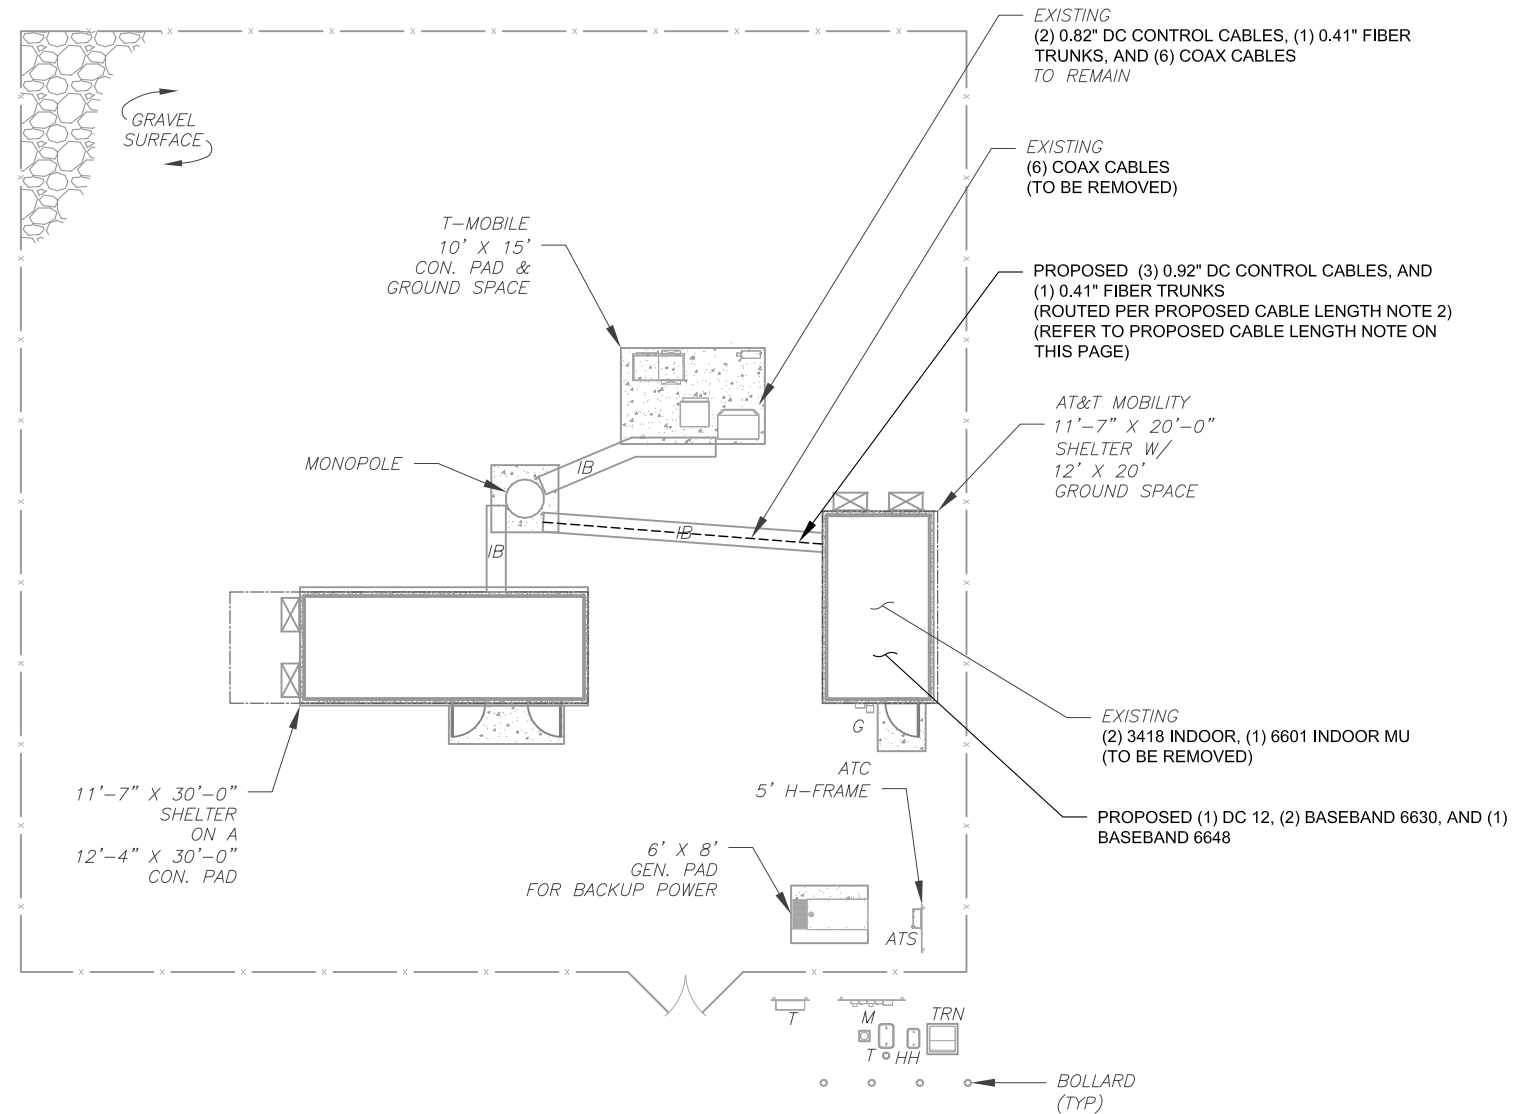 EXISTING
(2) 0.82" DC CONTROL CABLES, (1) 0.41" FIBER
TRUNKS, AND (6) COAX CABLES
TO REMAIN
GRAVEL
SURFACE
EXISTING
(6) COAX CABLES
(TO BE REMOVED)
T-MOBILE
10' X 15'
CON. PAD &
GROUND SPACE
PROPOSED (3) 0.92" DC CONTROL CABLES, AND
(1) 0.41" FIBER TRUNKS
(ROUTED PER PROPOSED CABLE LENGTH NOTE 2)
(REFER TO PROPOSED CABLE LENGTH NOTE ON
THIS PAGE)
AT&T MOBILITY
11'-7" X 20'-0"
SHELTER W/
12' X 20'
GROUND SPACE
MONOPOLE
IB
IB
IB
EXISTING
(2) 3418 INDOOR, (1) 6601 INDOOR MU
(TO BE REMOVED)
G
PROPOSED (1) DC 12, (2) BASEBAND 6630, AND (1)
BASEBAND 6648
ATC
5' H-FRAME
11'-7" X 30'-0"
SHELTER
ON A
12'-4" X 30'-0"
CON. PAD
6' X 8'
GEN. PAD
FOR BACKUP POWER
ATS
T
M
TRN
T
HH
BOLLARD
(TYP)